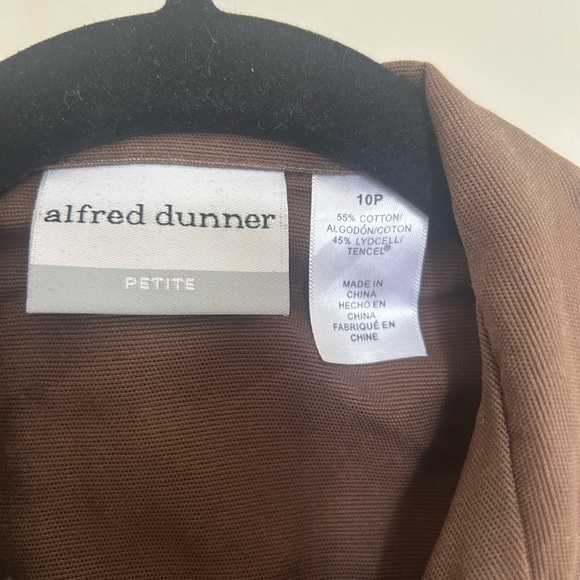 alfred dunner
PETITE
10P
55% COTTON/
ALGODÓN/COTON
45% LYOCELL/
TENCEL®
MADE IN
CHINA
HECHO EN
CHINA
FABRIQUÉ EN
CHINE